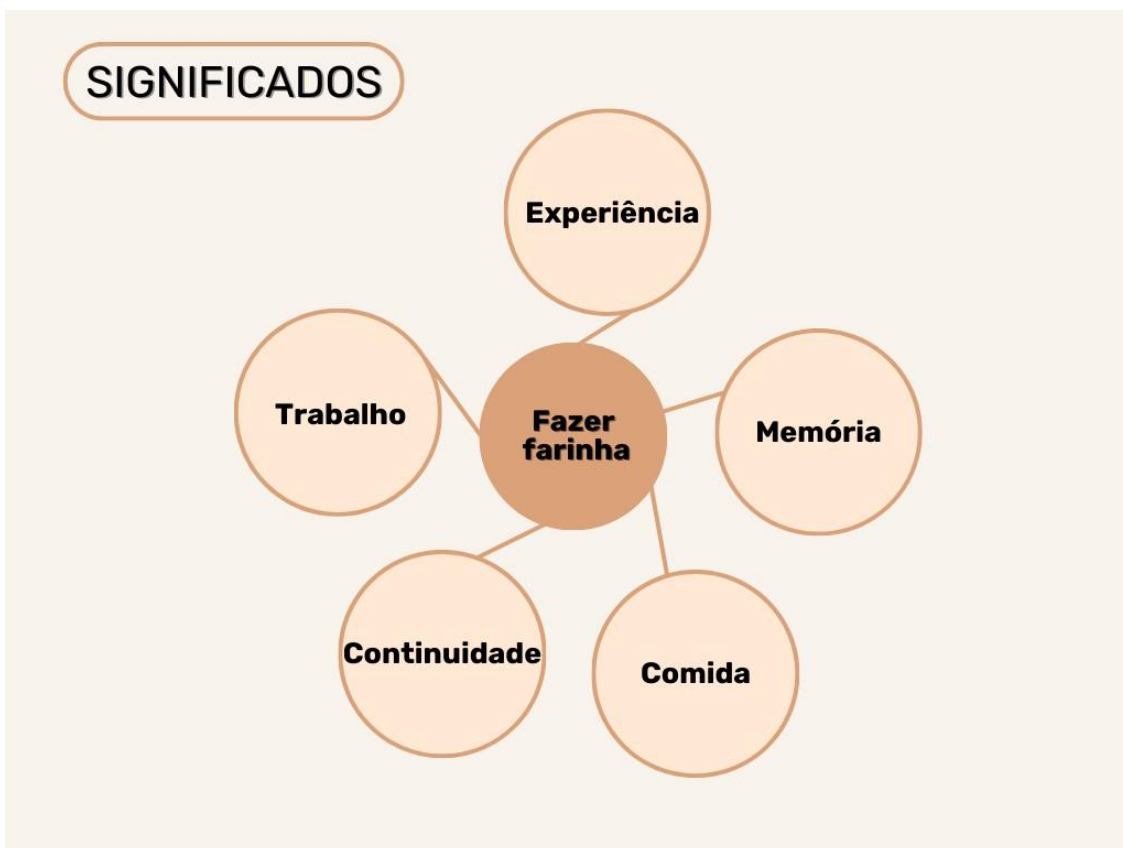 SIGNIFICADOS
Experiência
Trabalho
Fazer
farinha
Memória
Continuidade
Comida